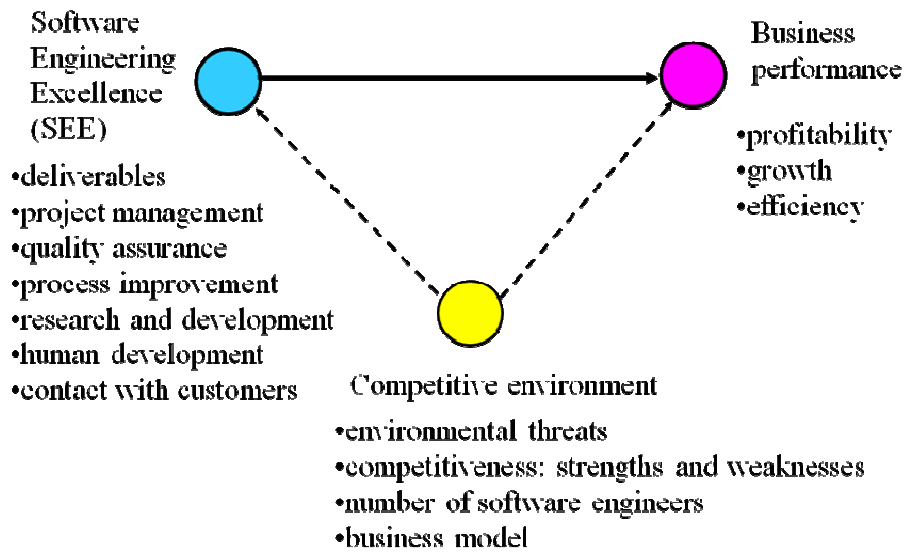 Software
Engineering
Excellence
(SEE)
•deliverables
•project management
•quality assurance
•process improvement
•research and development
•human development
•contact with customers
Business
performance
•profitability
•growth
•efficiency
Competitive environment
•environmental threats
•competitiveness: strengths and weaknesses
•number of software engineers
•business model